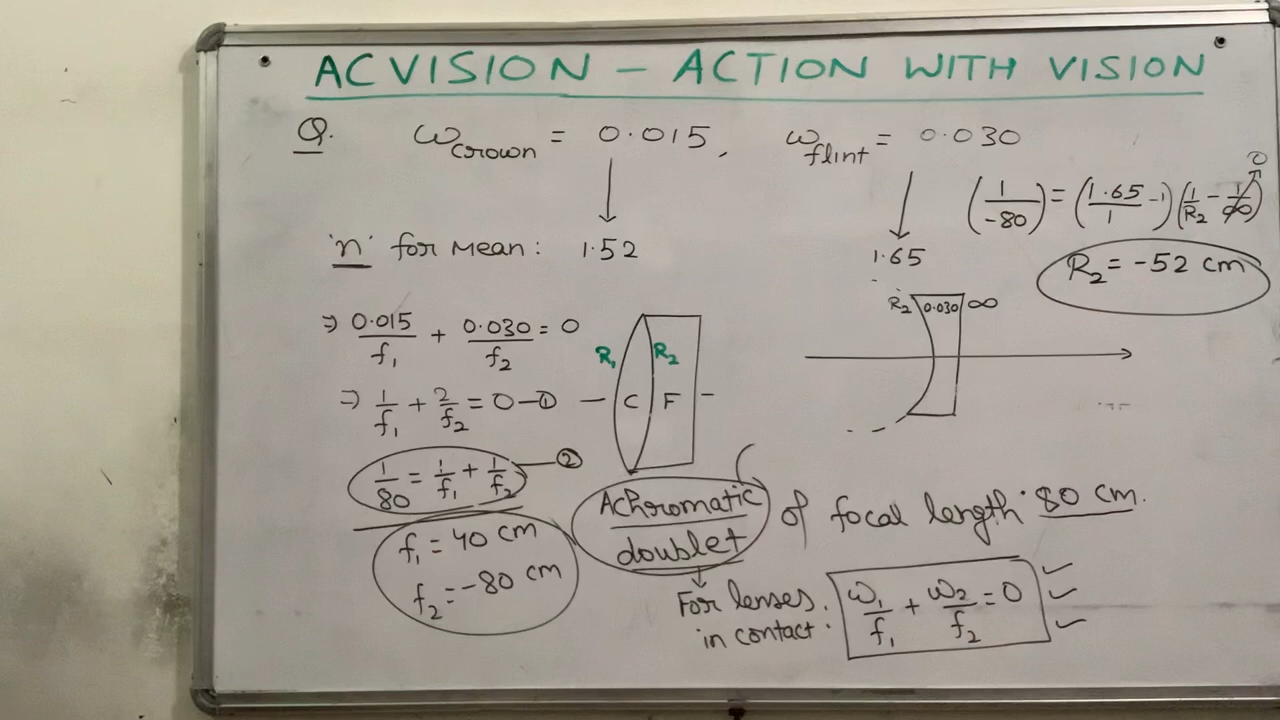 ACVISION – ACTION WITH VISION
Q. ω_crown = 0.015, ω_flint = 0.030
'n' for mean: 1.52
1.65
(1/-80) = (1.65/1 - 1)(1/R₂ - 1/∞) 0
R₂ = -52 cm
⇒ 0.015/f₁ + 0.030/f₂ = 0
⇒ 1/f₁ + 2/f₂ = 0 –①
1/80 = 1/f₁ + 1/f₂ –②
f₁ = 40 cm
f₂ = -80 cm
R₁ R₂
C F
R₂ 0.030 ∞
Achromatic doublet of focal length: 80 cm.
For lenses in contact: ω₁/f₁ + ω₂/f₂ = 0